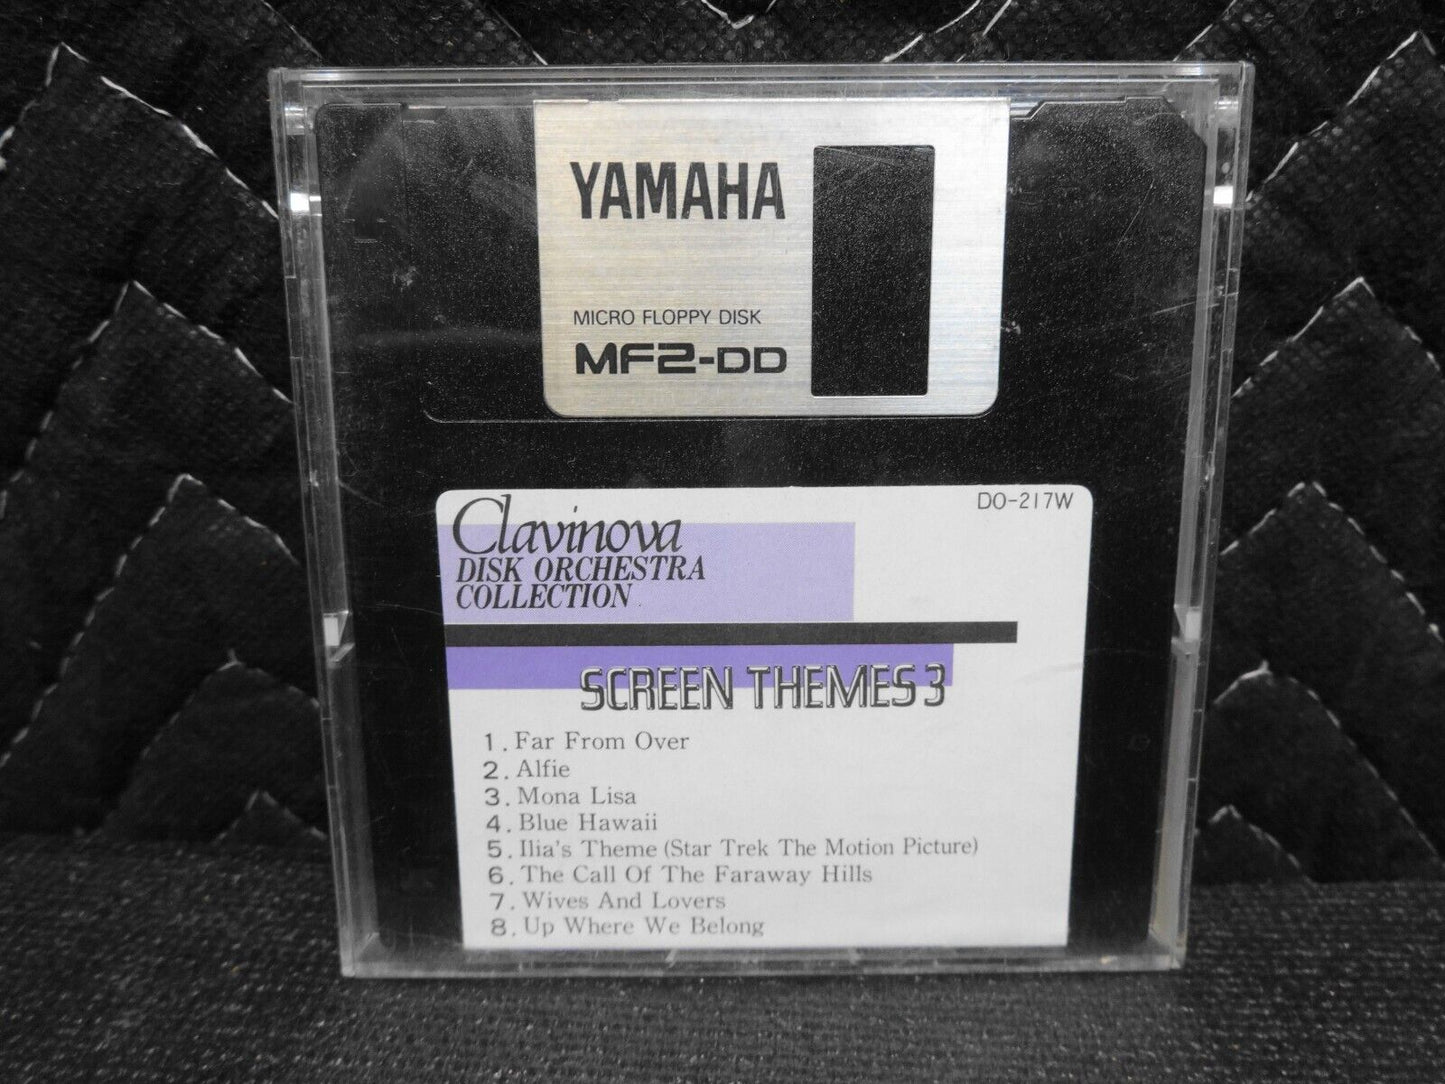 YAMAHA
MICRO FLOPPY DISK
MF2-DD
DO-217W
Clavinova
DISK ORCHESTRA
COLLECTION
SCREEN THEMES 3
1. Far From Over
2. Alfie
3. Mona Lisa
4. Blue Hawaii
5. Ilia's Theme (Star Trek The Motion Picture)
6. The Call Of The Faraway Hills
7. Wives And Lovers
8. Up Where We Belong